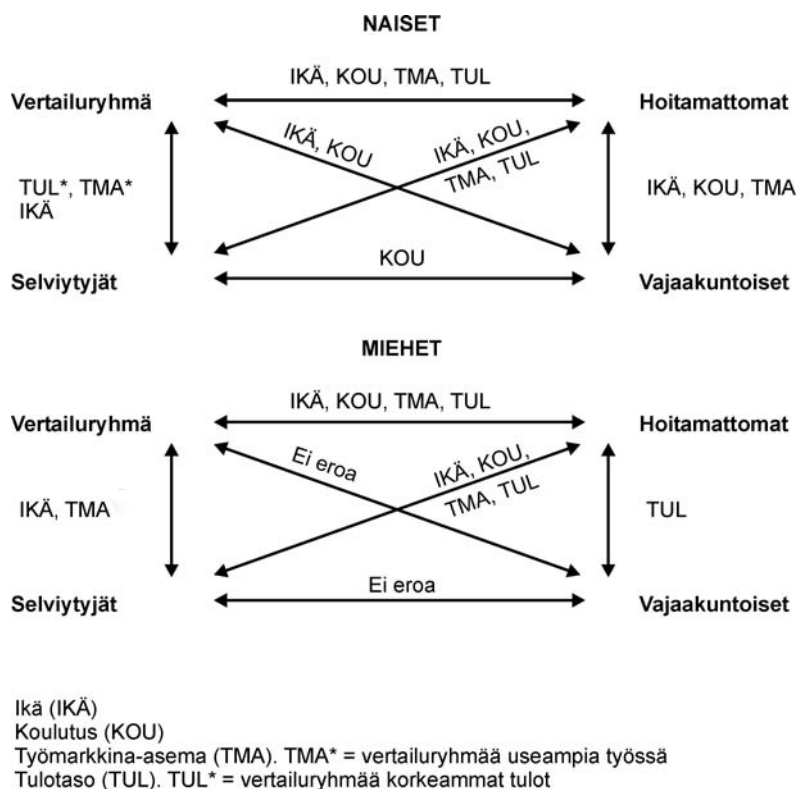 NAISET
IKÄ, KOU, TMA, TUL
Vertailuryhmä
Hoitamattomat
IKÄ, KOU
IKÄ, KOU,
TMA, TUL
TUL*, TMA*
IKÄ
IKÄ, KOU, TMA
KOU
Selviytyjät
Vajaakuntoiset
MIEHET
IKÄ, KOU, TMA, TUL
Vertailuryhmä
Hoitamattomat
Ei eroa
IKÄ, KOU,
TMA, TUL
IKÄ, TMA
TUL
Ei eroa
Selviytyjät
Vajaakuntoiset
Ikä (IKÄ)
Koulutus (KOU)
Työmarkkina-asema (TMA). TMA* = vertailuryhmää useampia työssä
Tulotaso (TUL). TUL* = vertailuryhmää korkeammat tulot